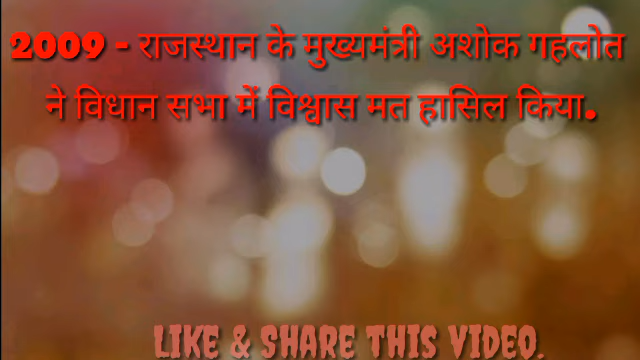 2009 - राजस्थान के मुख्यमंत्री अशोक गहलोत
ने विधान सभा में विश्वास मत हासिल किया.
LIKE & SHARE THIS VIDEO